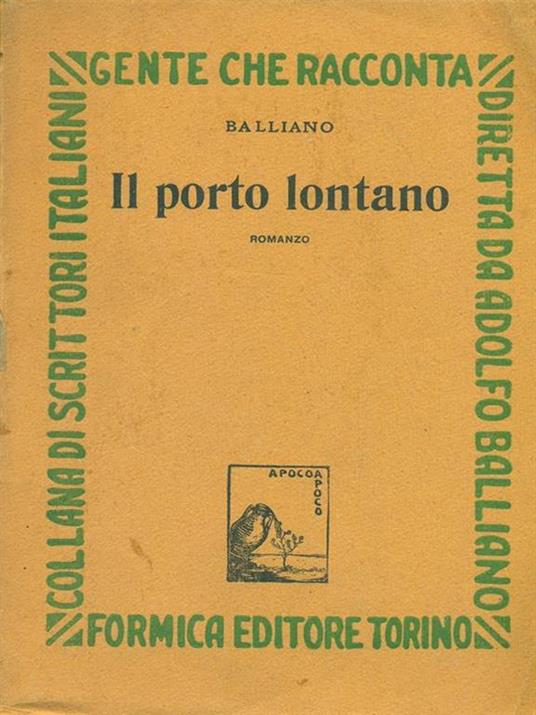 GENTE CHE RACCONTA
BALLIANO
Il porto lontano
ROMANZO
COLLANA DI SCRITTORI ITALIANI
DIRETTA DA ADOLFO BALLIANO
APOCOA
POCO
FORMICA EDITORE TORINO